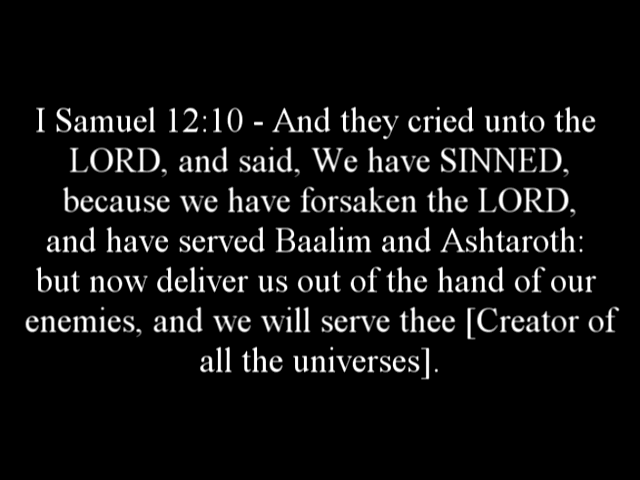 I Samuel 12:10 - And they cried unto the
LORD, and said, We have SINNED,
because we have forsaken the LORD,
and have served Baalim and Ashtaroth:
but now deliver us out of the hand of our
enemies, and we will serve thee [Creator of
all the universes].